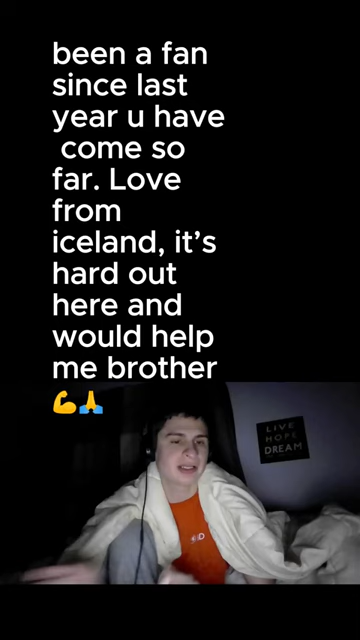 been a fan
since last
year u have
come so
far. Love
from
iceland, it’s
hard out
here and
would help
me brother
💪🙏
LIVE
HOPE
DREAM